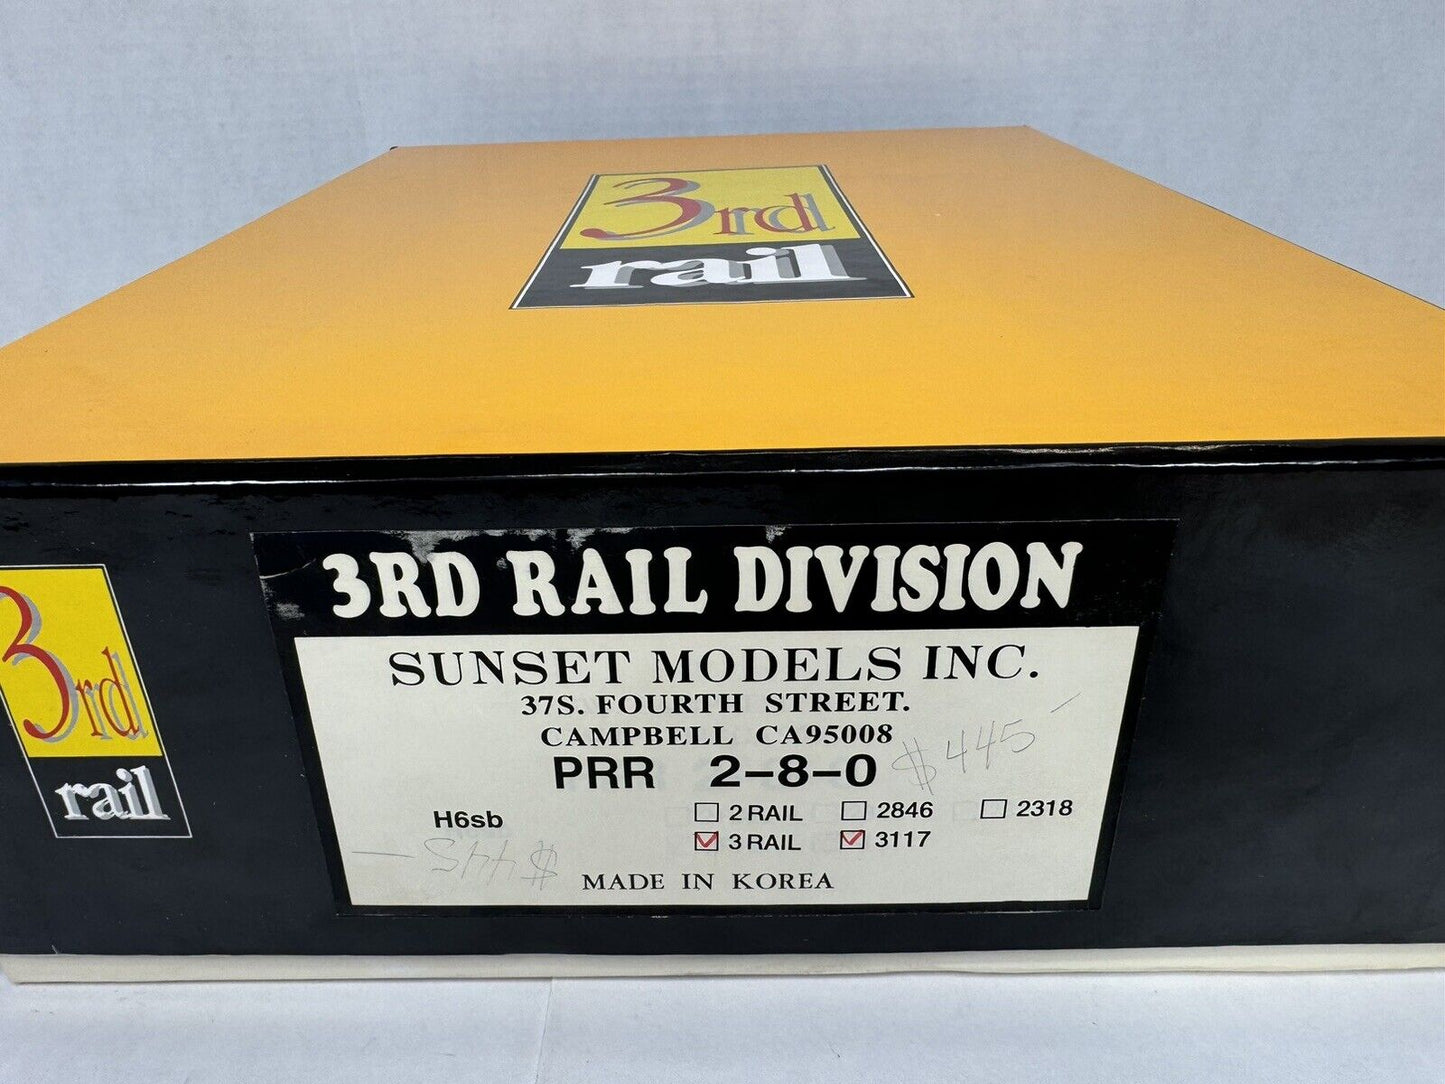 3rd
rail
3RD RAIL DIVISION
SUNSET MODELS INC.
37S. FOURTH STREET.
CAMPBELL CA95008
PRR 2-8-0 $445-
H6sb ☐ 2 RAIL ☐ 2846 ☐ 2318
☑ 3 RAIL ☑ 3117
$445-
MADE IN KOREA
3rd
rail